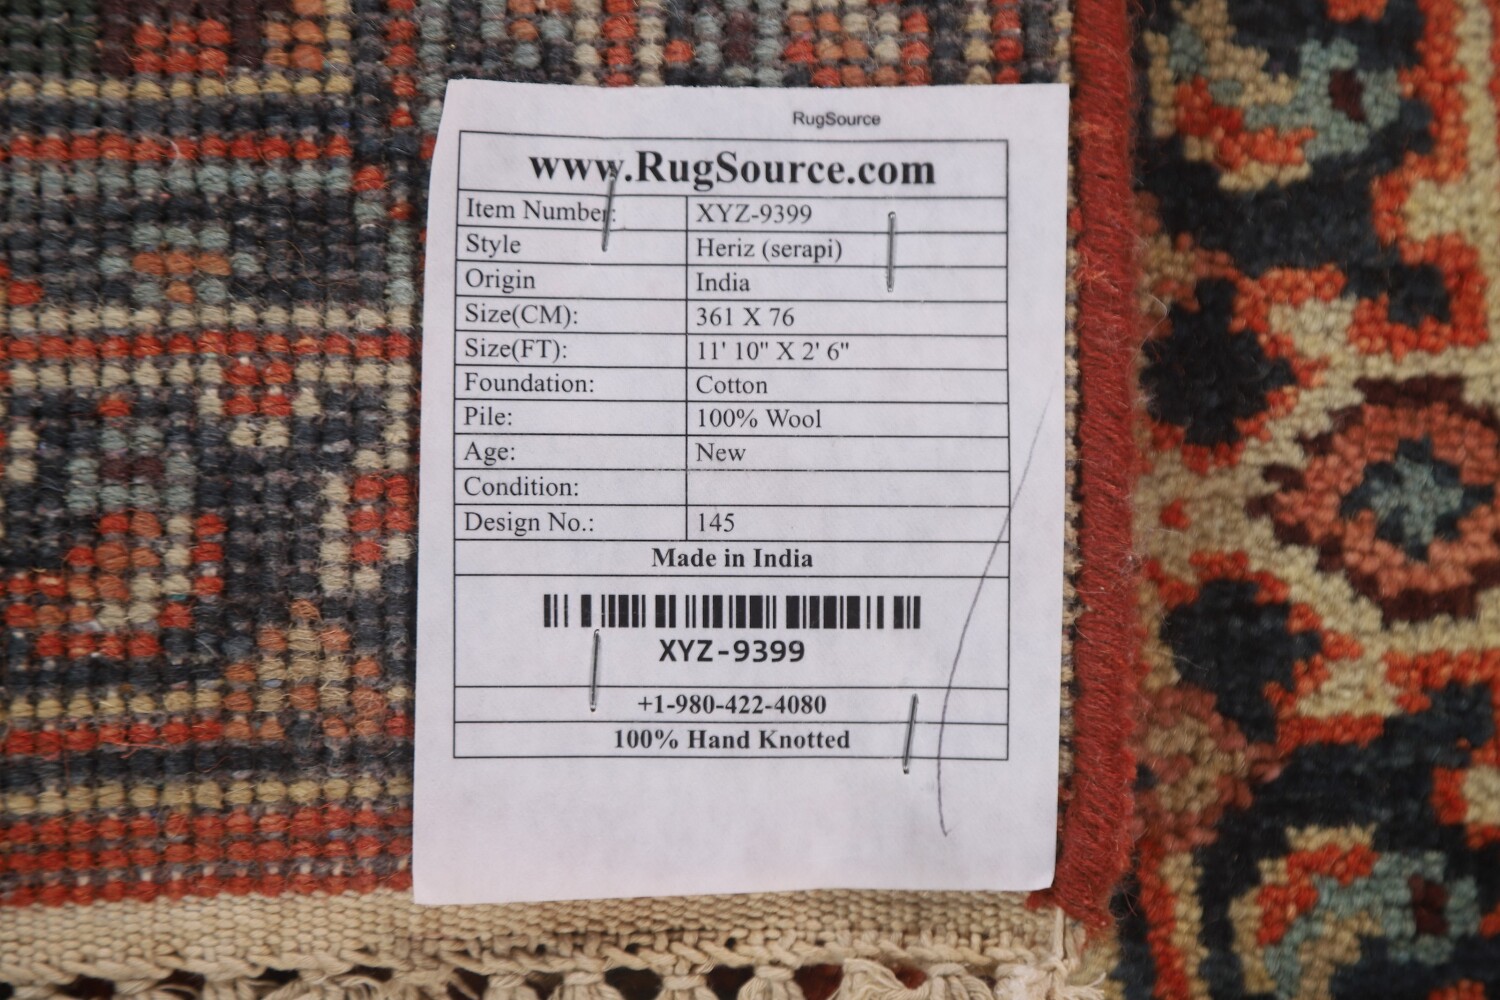 RugSource
www.RugSource.com
Item Number: XYZ-9399
Style Heriz (serapi)
Origin India
Size(CM): 361 X 76
Size(FT): 11' 10" X 2' 6"
Foundation: Cotton
Pile: 100% Wool
Age: New
Condition:
Design No.: 145
Made in India
XYZ-9399
+1-980-422-4080
100% Hand Knotted